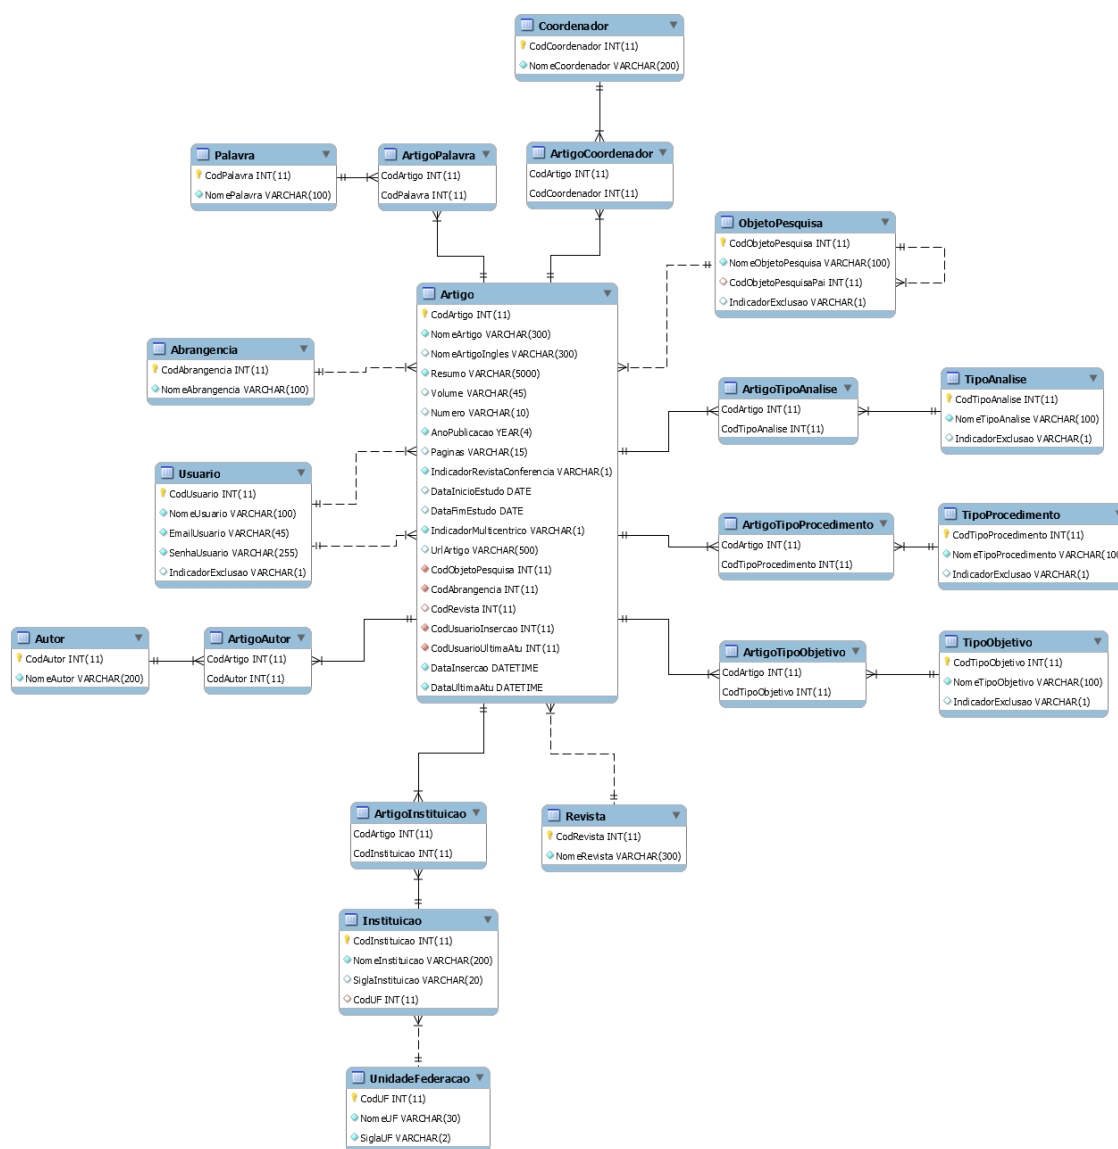 Coordenador
CodCoordenador INT(11)
NomeCoordenador VARCHAR(200)
Palavra
CodPalavra INT(11)
NomePalavra VARCHAR(100)
ArtigoPalavra
CodArtigo INT(11)
CodPalavra INT(11)
ArtigoCoordenador
CodArtigo INT(11)
CodCoordenador INT(11)
ObjetoPesquisa
CodObjetoPesquisa INT(11)
NomeObjetoPesquisa VARCHAR(100)
CodObjetoPesquisaPai INT(11)
IndicadorExclusao VARCHAR(1)
Artigo
CodArtigo INT(11)
NomeArtigo VARCHAR(300)
NomeArtigoIngles VARCHAR(300)
Resumo VARCHAR(5000)
Volume VARCHAR(45)
Numero VARCHAR(10)
AnoPublicacao YEAR(4)
Paginas VARCHAR(15)
IndicadorRevistaConferencia VARCHAR(1)
DataInicioEstudo DATE
DataFimEstudo DATE
IndicadorMulticentrico VARCHAR(1)
UrlArtigo VARCHAR(500)
CodObjetoPesquisa INT(11)
CodAbrangencia INT(11)
CodRevista INT(11)
CodUsuarioInsercao INT(11)
CodUsuarioUltimaAtu INT(11)
DataInsercao DATETIME
DataUltimaAtu DATETIME
Abrangencia
CodAbrangencia INT(11)
NomeAbrangencia VARCHAR(100)
ArtigoTipoAnalise
CodArtigo INT(11)
CodTipoAnalise INT(11)
TipoAnalise
CodTipoAnalise INT(11)
NomeTipoAnalise VARCHAR(100)
IndicadorExclusao VARCHAR(1)
Usuario
CodUsuario INT(11)
NomeUsuario VARCHAR(100)
EmailUsuario VARCHAR(45)
SenhaUsuario VARCHAR(255)
IndicadorExclusao VARCHAR(1)
ArtigoTipoProcedimento
CodArtigo INT(11)
CodTipoProcedimento INT(11)
TipoProcedimento
CodTipoProcedimento INT(11)
NomeTipoProcedimento VARCHAR(100
IndicadorExclusao VARCHAR(1)
Autor
CodAutor INT(11)
NomeAutor VARCHAR(200)
ArtigoAutor
CodArtigo INT(11)
CodAutor INT(11)
ArtigoTipoObjetivo
CodArtigo INT(11)
CodTipoObjetivo INT(11)
TipoObjetivo
CodTipoObjetivo INT(11)
NomeTipoObjetivo VARCHAR(100)
IndicadorExclusao VARCHAR(1)
ArtigoInstituicao
CodArtigo INT(11)
CodInstituicao INT(11)
Revista
CodRevista INT(11)
NomeRevista VARCHAR(300)
Instituicao
CodInstituicao INT(11)
NomeInstituicao VARCHAR(200)
SiglaInstituicao VARCHAR(20)
CodUF INT(11)
UnidadeFederacao
CodUF INT(11)
NomeUF VARCHAR(30)
SiglaUF VARCHAR(2)